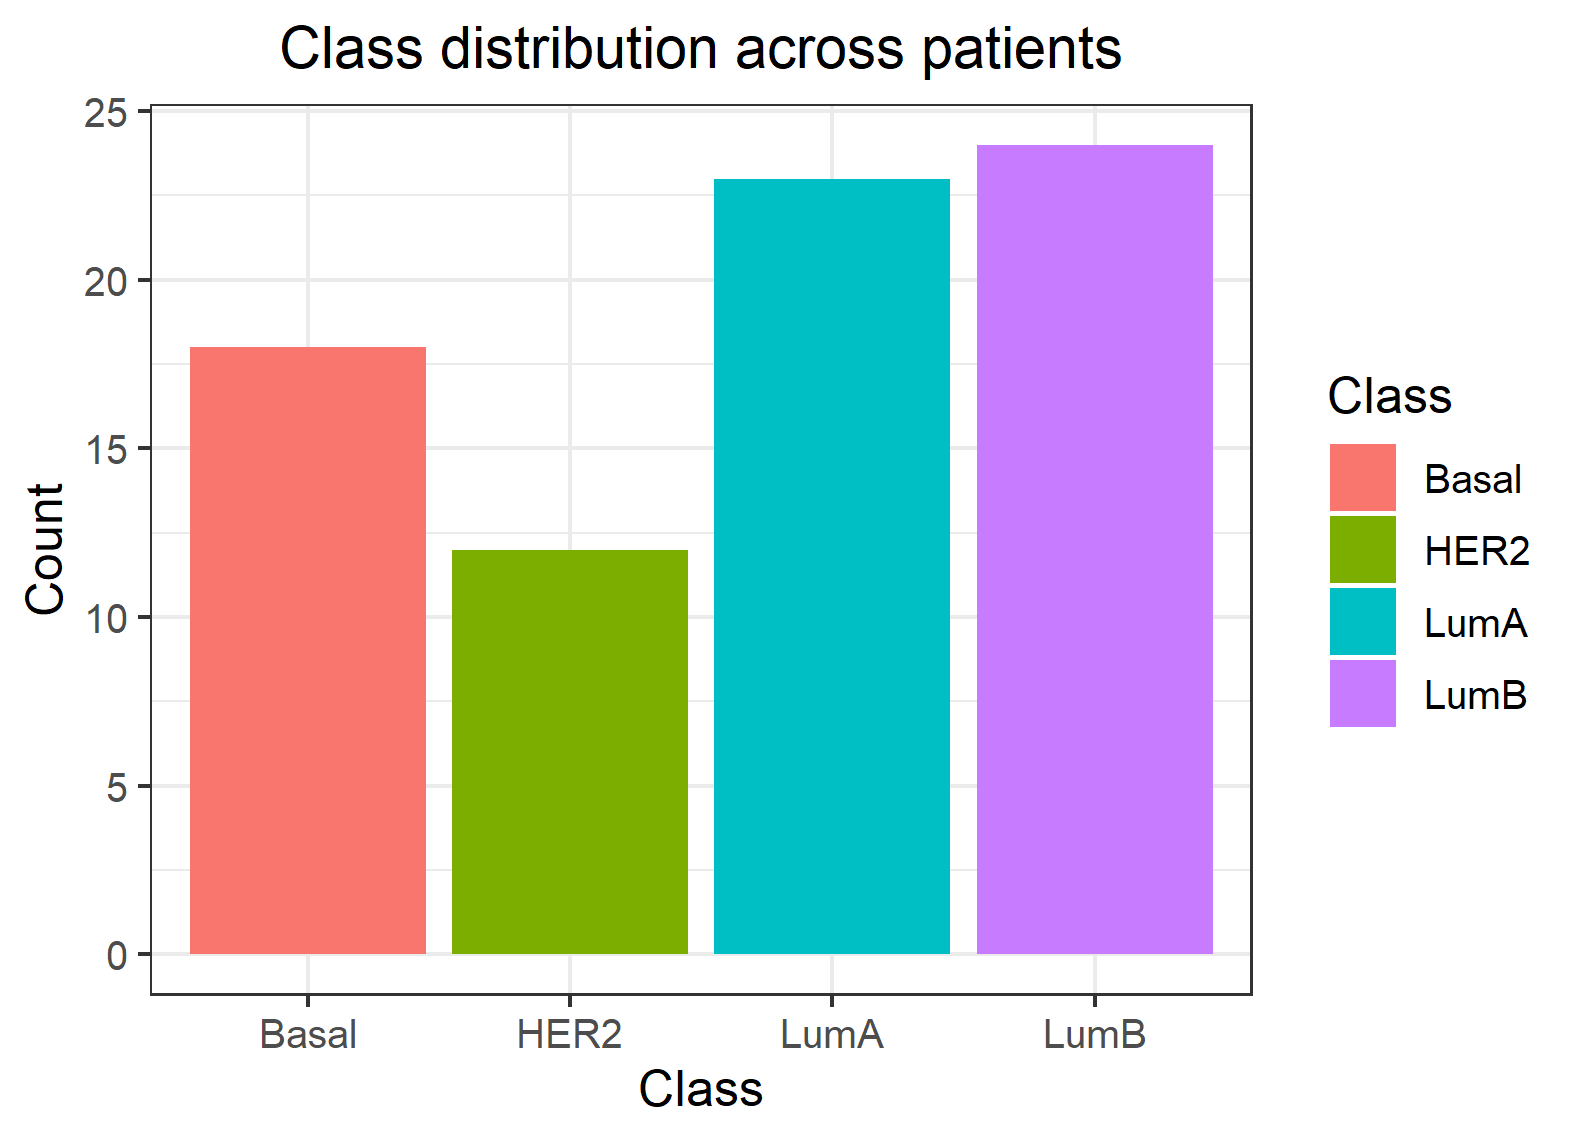 Class distribution across patients
25
20
15
10
5
0
Count
Basal
HER2
LumA
LumB
Class
Class
Basal
HER2
LumA
LumB